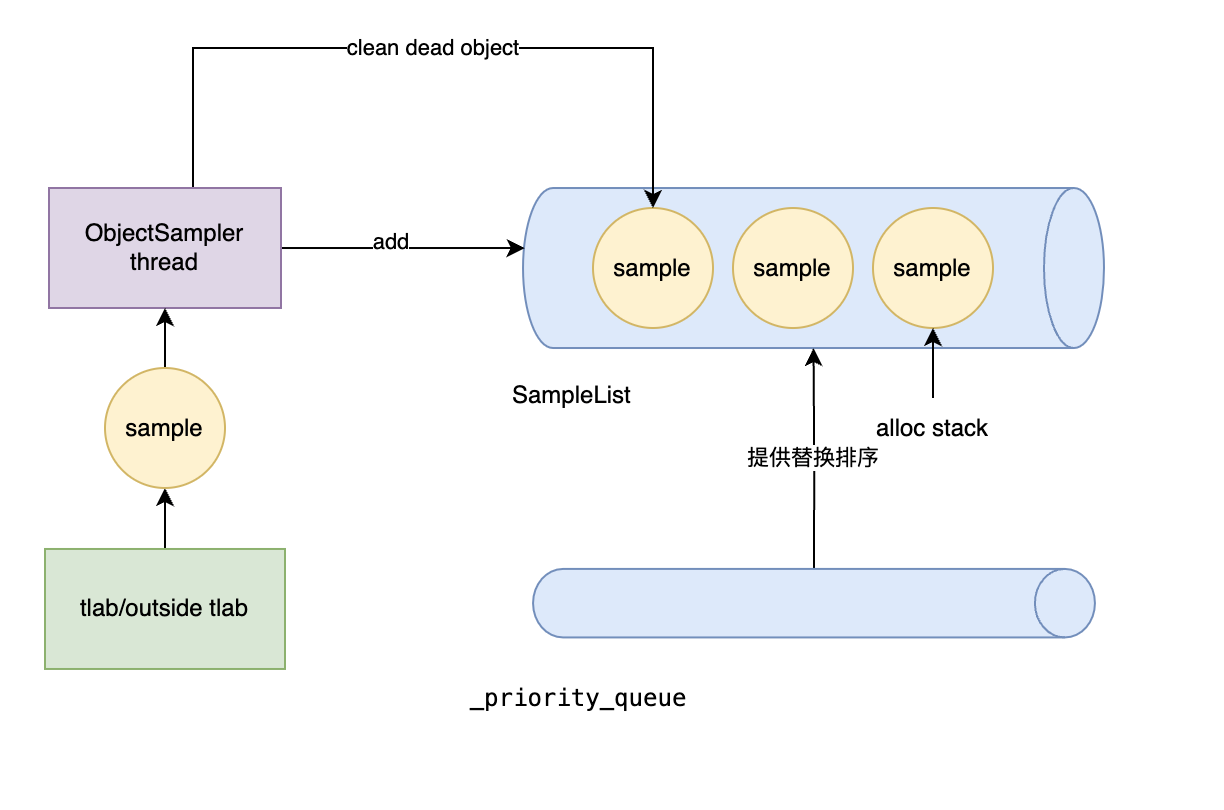 clean dead object
ObjectSampler
thread
add
sample
sample
sample
SampleList
alloc stack
sample
提供替换排序
tlab/outside tlab
_priority_queue